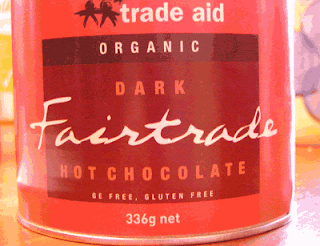 trade aid
ORGANIC
DARK
Fairtrade
HOT CHOCOLATE
GE FREE, GLUTEN FREE
336g net